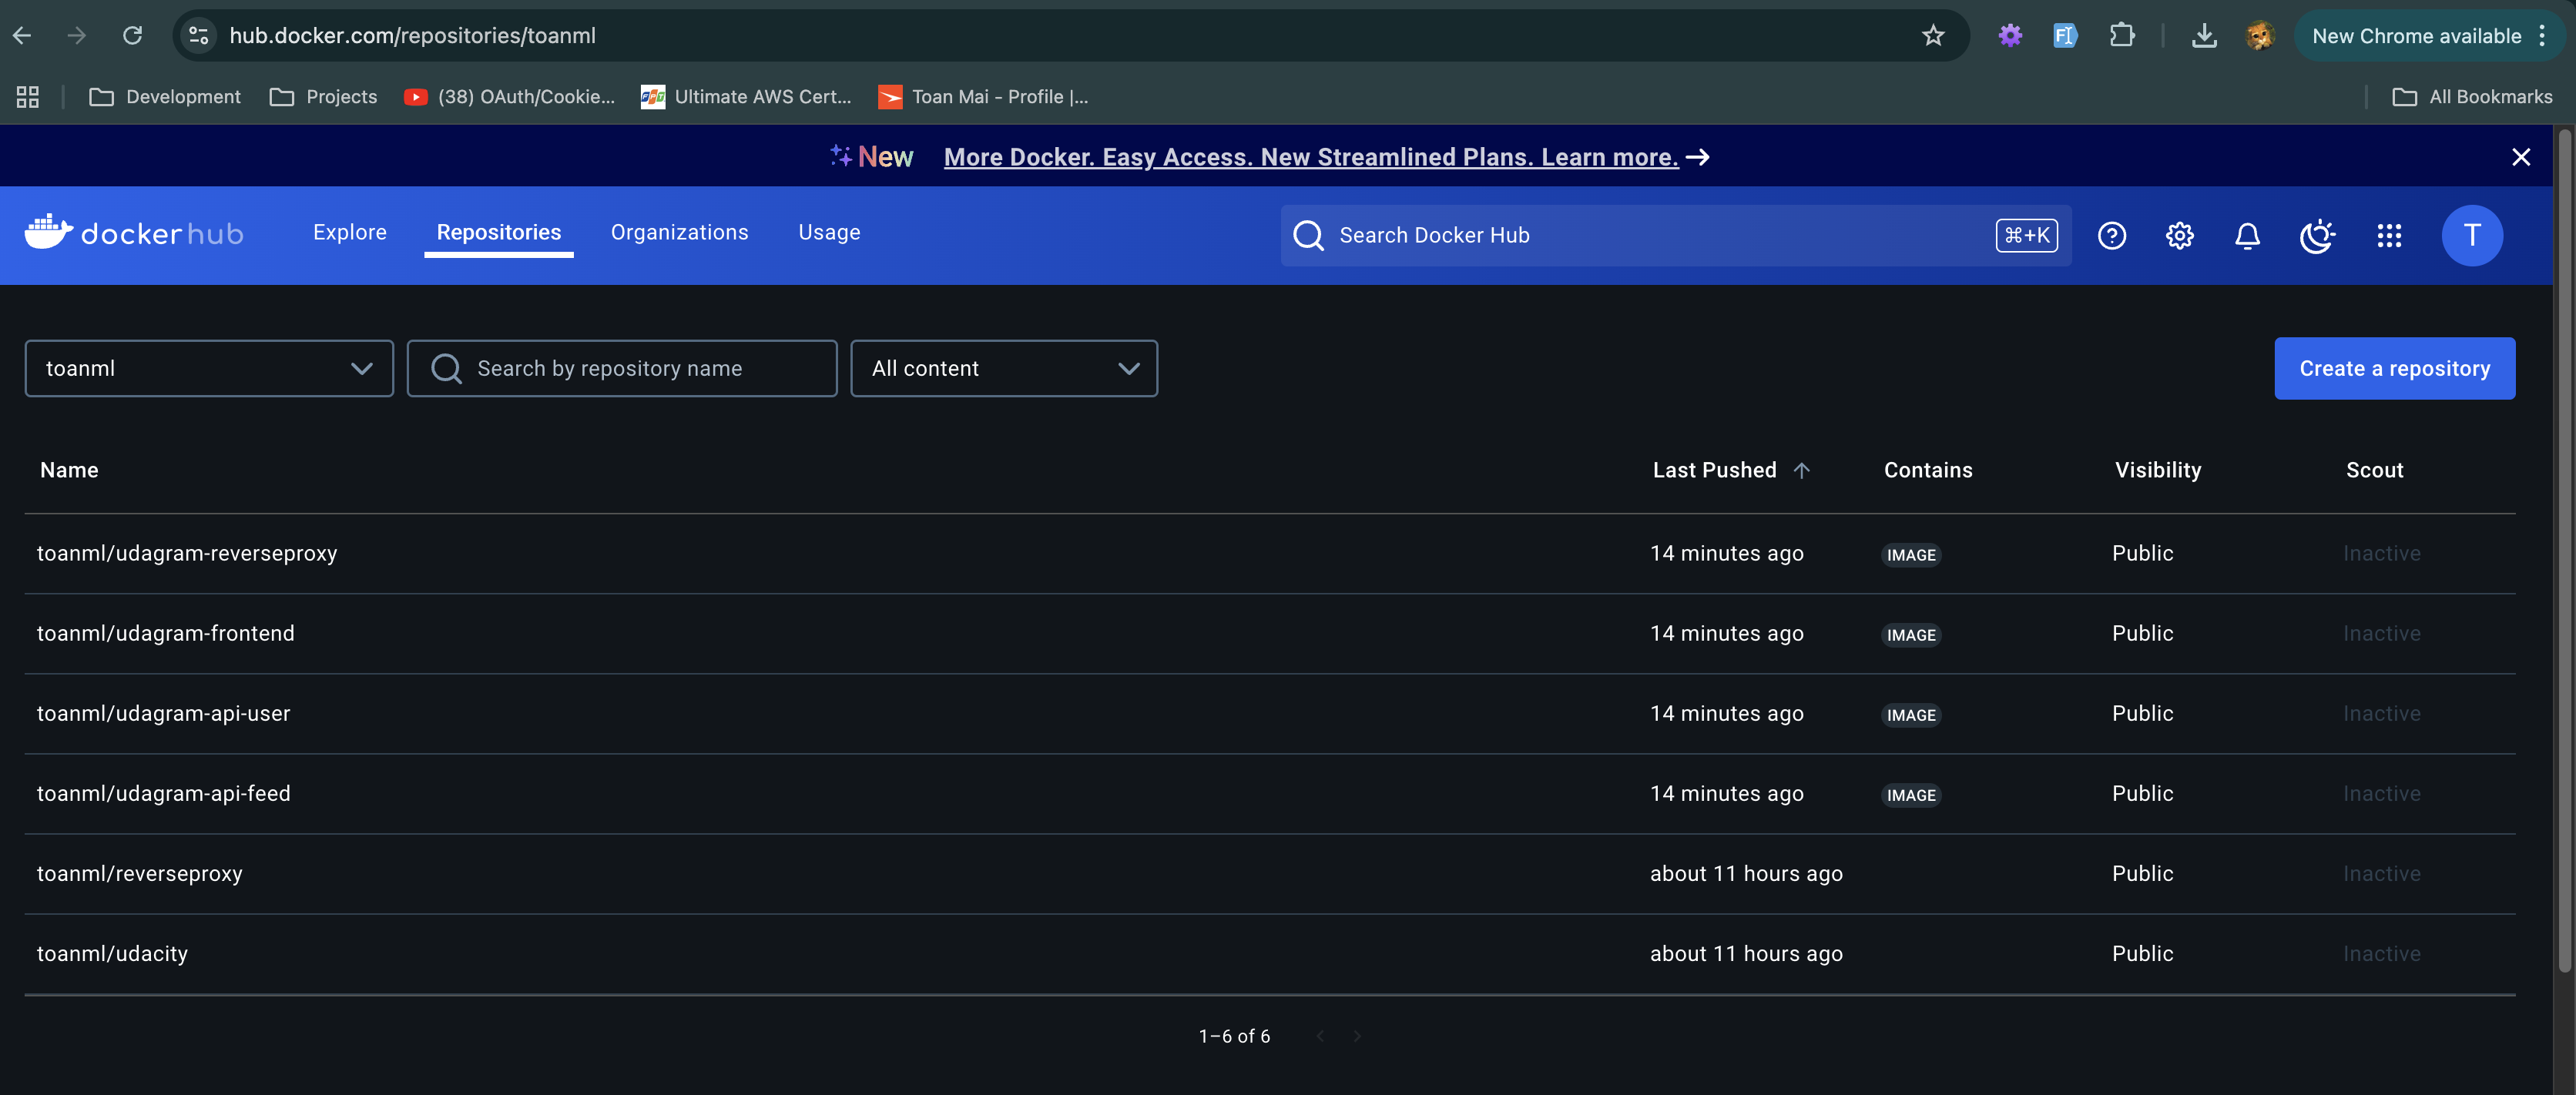 hub.docker.com/repositories/toanml
New Chrome available
Development
Projects
(38) OAuth/Cookie...
Ultimate AWS Cert...
Toan Mai - Profile |...
All Bookmarks
New More Docker. Easy Access. New Streamlined Plans. Learn more. →
docker hub
Explore
Repositories
Organizations
Usage
Search Docker Hub
⌘+K
T
toanml
Search by repository name
All content
Create a repository
Name Last Pushed ↑ Contains Visibility Scout
toanml/udagram-reverseproxy 14 minutes ago IMAGE Public Inactive
toanml/udagram-frontend 14 minutes ago IMAGE Public Inactive
toanml/udagram-api-user 14 minutes ago IMAGE Public Inactive
toanml/udagram-api-feed 14 minutes ago IMAGE Public Inactive
toanml/reverseproxy about 11 hours ago Public Inactive
toanml/udacity about 11 hours ago Public Inactive
1–6 of 6